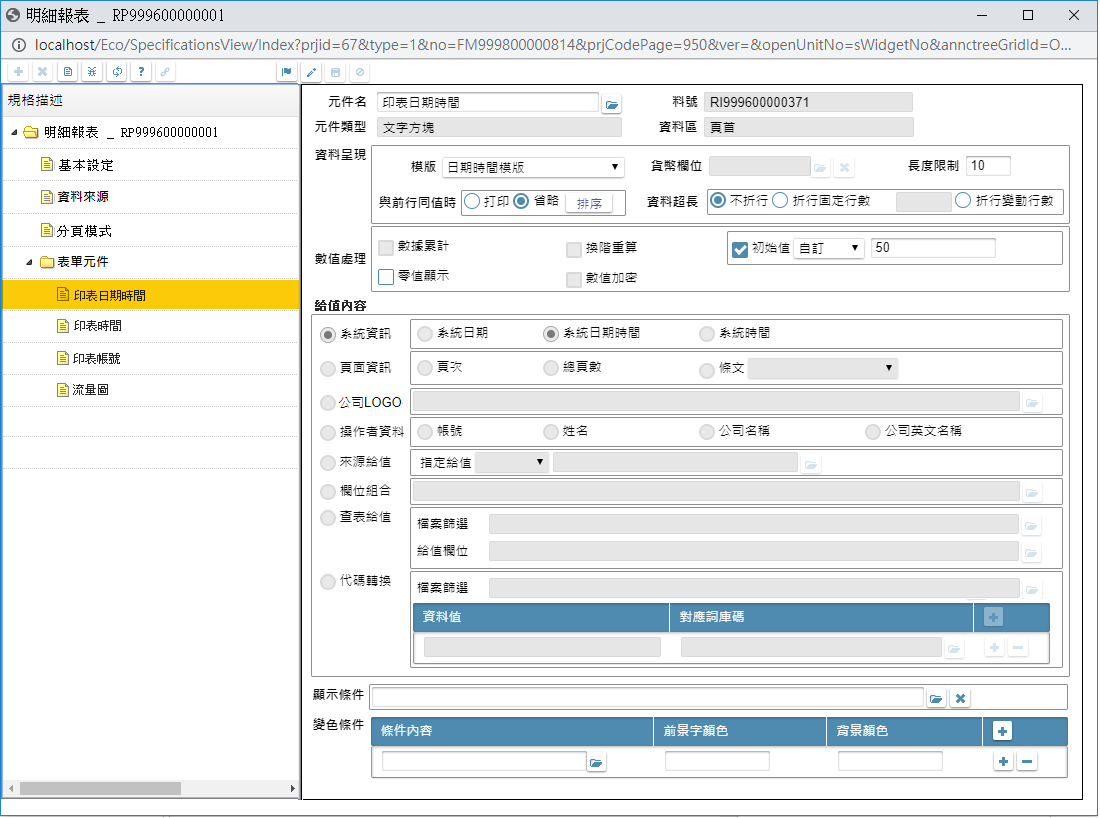 明細報表 _ RP999600000001
localhost/Eco/SpecificationsView/Index?prjid=67&type=1&no=FM999800000814&prjCodePage=950&ver=&openUnitNo=sWidgetNo&annctreeGridId=O...
規格描述
明細報表 _ RP999600000001
基本設定
資料來源
分頁模式
表單元件
印表日期時間
印表時間
印表帳號
流量圖
元件名 印表日期時間 料號 RI999600000371
元件類型 文字方塊 資料區 頁首
資料呈現
模版 日期時間模版 貨幣欄位 長度限制 10
與前行同值時 打印 省略 排序 資料超長 不折行 折行固定行數 折行變動行數
數值處理
數據累計 換階重算 初始值 自訂 50
零值顯示 數值加密
給值內容
系統資訊 系統日期 系統日期時間 系統時間
頁面資訊 頁次 總頁數 條文
公司LOGO
操作者資料 帳號 姓名 公司名稱 公司英文名稱
來源給值 指定給值
欄位組合
查表給值 檔案篩選
給值欄位
代碼轉換 檔案篩選
資料值 對應詞庫碼
顯示條件
變色條件 條件內容 前景字顏色 背景顏色